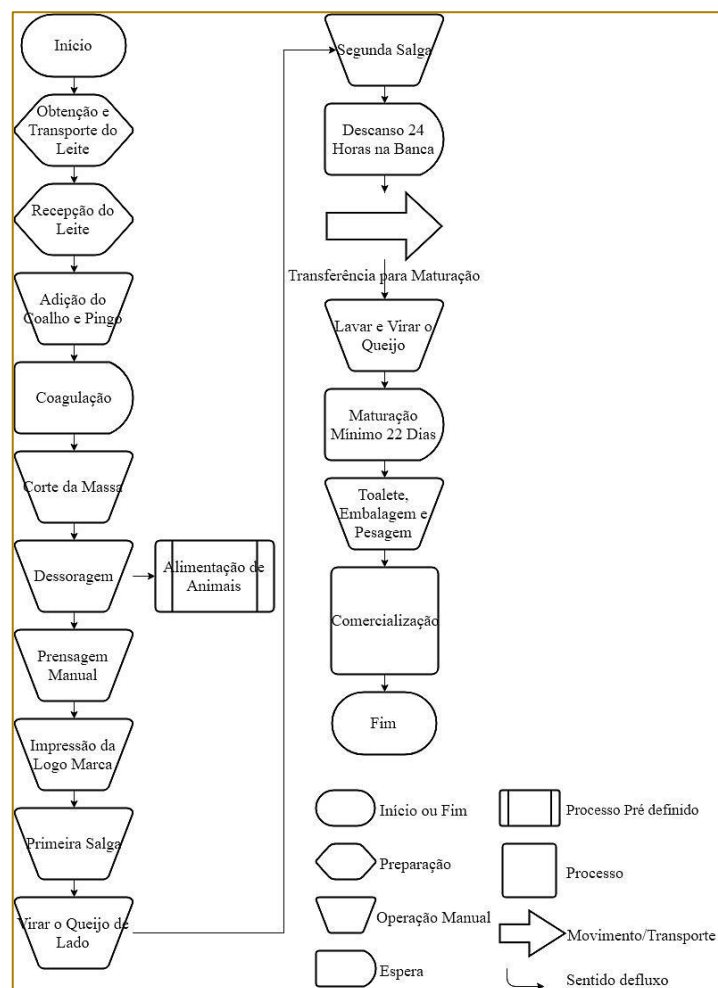 Início
Obtenção e
Transporte do
Leite
Recepção do
Leite
Adição do
Coalho e Pingo
Coagulação
Corte da Massa
Dessoragem
Alimentação de
Animais
Prensagem
Manual
Impressão da
Logo Marca
Primeira Salga
Virar o Queijo de
Lado
Segunda Salga
Descanso 24
Horas na Banca
Transferência para Maturação
Lavar e Virar o
Queijo
Maturação
Mínimo 22 Dias
Toalete,
Embalagem e
Pesagem
Comercialização
Fim
Início ou Fim
Preparação
Operação Manual
Espera
Processo Pré definido
Processo
Movimento/Transporte
Sentido defluxo